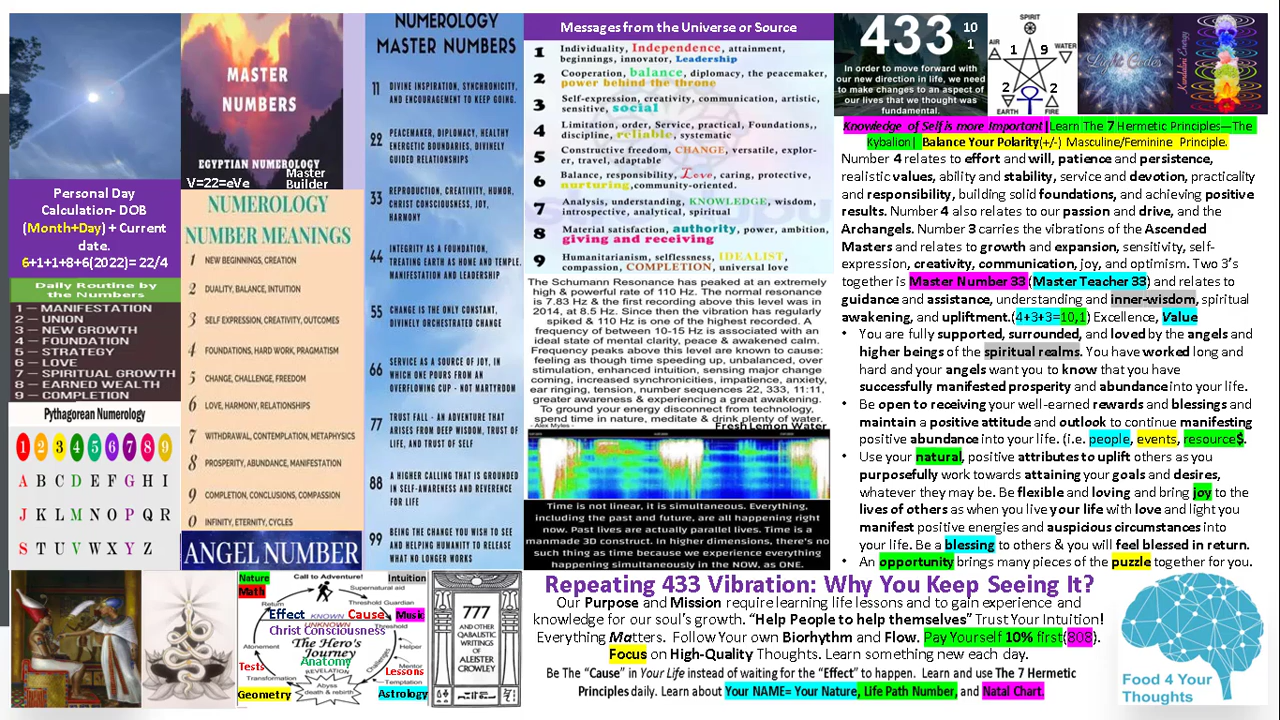 Personal Day
Calculation- DOB
(Month+Day) + Current
date.
6+1+1+8+6(2022)= 22/4
Daily Routine by
the Numbers
1 — MANIFESTATION
2 — UNION
3 — NEW GROWTH
4 — FOUNDATION
5 — STRATEGY
6 — LOVE
7 — SPIRITUAL GROWTH
8 — EARNED WEALTH
9 — COMPLETION
Pythagorean Numerology
1 2 3 4 5 6 7 8 9
A B C D E F G H I
J K L M N O P Q R
S T U V W X Y Z
MASTER
NUMBERS
EGYPTIAN NUMEROLOGY
V=22=eVe
Master
Builder
NUMEROLOGY
NUMBER MEANINGS
1 NEW BEGINNINGS, CREATION
2 DUALITY, BALANCE, INTUITION
3 SELF EXPRESSION, CREATIVITY, OUTCOMES
4 FOUNDATIONS, HARD WORK, PRAGMATISM
5 CHANGE, CHALLENGE, FREEDOM
6 LOVE, HARMONY, RELATIONSHIPS
7 WITHDRAWAL, CONTEMPLATION, METAPHYSICS
8 PROSPERITY, ABUNDANCE, MANIFESTATION
9 COMPLETION, CONCLUSIONS, COMPASSION
0 INFINITY, ETERNITY, CYCLES
ANGEL NUMBER
NUMEROLOGY
MASTER NUMBERS
11 DIVINE INSPIRATION, SYNCHRONICITY,
AND ENCOURAGEMENT TO KEEP GOING.
22 PEACEMAKER, DIPLOMACY, HEALTHY
ENERGETIC BOUNDARIES, DIVINELY
GUIDED RELATIONSHIPS
33 REPRODUCTION, CREATIVITY, HUMOR,
CHRIST CONSCIOUSNESS, JOY,
HARMONY
44 INTEGRITY AS A FOUNDATION,
TREATING EARTH AS HOME AND TEMPLE,
MANIFESTATION AND LEADERSHIP
55 CHANGE IS THE ONLY CONSTANT,
DIVINELY ORCHESTRATED CHANGE
66 SERVICE AS A SOURCE OF JOY, IN
WHICH ONE POURS FROM AN
OVERFLOWING CUP - NOT MARTYRDOM
77 TRUST FALL - AN ADVENTURE THAT
ARISES FROM DEEP WISDOM, TRUST OF
LIFE, AND TRUST OF SELF
88 A HIGHER CALLING THAT IS GROUNDED
IN SELF-AWARENESS AND REVERENCE
FOR LIFE
99 BEING THE CHANGE YOU WISH TO SEE
AND HELPING HUMANITY TO RELEASE
WHAT NO LONGER WORKS
Messages from the Universe or Source
1 Individuality, Independence, attainment,
beginnings, innovator, Leadership
2 Cooperation, balance, diplomacy, the peacemaker,
power behind the throne
3 Self-expression, creativity, communication, artistic,
sensitive, social
4 Limitation, order, Service, practical, Foundations,,
discipline, reliable, systematic
5 Constructive freedom, CHANGE, versatile, explor-
er, travel, adaptable
6 Balance, responsibility, Love, caring, protective,
nurturing,community-oriented.
7 Analysis, understanding, KNOWLEDGE, wisdom,
introspective, analytical, spiritual
8 Material satisfaction, authority, power, ambition,
giving and receiving
9 Humanitarianism, selflessness, IDEALIST,
compassion, COMPLETION, universal love
The Schumann Resonance has peaked at an extremely
high & powerful rate of 110 Hz. The normal resonance
is 7.83 Hz & the first recording above this level was in
2014, at 8.5 Hz. Since then the vibration has regularly
spiked & 110 Hz is one of the highest recorded. A
frequency of between 10-15 Hz is associated with an
ideal state of mental clarity, peace & awakened calm.
Frequency peaks above this level are known to cause:
feeling as though time speeding up, unbalanced, over
stimulation, enhanced intuition, sensing major change
coming, increased synchronicities, impatience, anxiety,
ear ringing, tension, number sequences 22, 333, 11:11,
greater awareness & experiencing a great awakening.
To ground your energy disconnect from technology,
spend time in nature, meditate & drink plenty of water.
- Alex Myles -
Fresh Lemon Water
Time is not linear, it is simultaneous. Everything,
including the past and future, are all happening right
now. Past lives are actually parallel lives. Time is a
manmade 3D construct. In higher dimensions, there's no
such thing as time because we experience everything
happening simultaneously in the NOW, as ONE.
433
10
1
In order to move forward with
our new direction in life, we need
to make changes to an aspect of
our lives that we thought was
fundamental.
SPIRIT
AIR 1 9 WATER
2 2
EARTH FIRE
Light Codes
Kundalini Energy
Knowledge of Self is more Important|Learn The 7 Hermetic Principles—The
Kybalion| Balance Your Polarity(+/-) Masculine/Feminine Principle.
Number 4 relates to effort and will, patience and persistence,
realistic values, ability and stability, service and devotion, practicality
and responsibility, building solid foundations, and achieving positive
results. Number 4 also relates to our passion and drive, and the
Archangels. Number 3 carries the vibrations of the Ascended
Masters and relates to growth and expansion, sensitivity, self-
expression, creativity, communication, joy, and optimism. Two 3's
together is Master Number 33 (Master Teacher 33) and relates to
guidance and assistance, understanding and inner-wisdom, spiritual
awakening, and upliftment.(4+3+3=10,1) Excellence, Value
• You are fully supported, surrounded, and loved by the angels and
higher beings of the spiritual realms. You have worked long and
hard and your angels want you to know that you have
successfully manifested prosperity and abundance into your life.
• Be open to receiving your well-earned rewards and blessings and
maintain a positive attitude and outlook to continue manifesting
positive abundance into your life. (i.e. people, events, resource$.
• Use your natural, positive attributes to uplift others as you
purposefully work towards attaining your goals and desires,
whatever they may be. Be flexible and loving and bring joy to the
lives of others as when you live your life with love and light you
manifest positive energies and auspicious circumstances into
your life. Be a blessing to others & you will feel blessed in return.
• An opportunity brings many pieces of the puzzle together for you.
Nature
Math
Call to Adventure!
Intuition
Supernatural aid
Return
Threshold Guardian
Effect KNOWN Cause
Music
UNKNOWN
Threshold
Christ Consciousness
The Hero's
Journey
Helper
Atonement
Anatomy
Challenges
Mentor
REVELATION
Tests
Lessons
Abyss
death & rebirth
Temptation
Transformation
Geometry
Astrology
777
AND OTHER
QABALISTIC
WRITINGS
OF
ALEISTER
CROWLEY
Repeating 433 Vibration: Why You Keep Seeing It?
Our Purpose and Mission require learning life lessons and to gain experience and
knowledge for our soul's growth. “Help People to help themselves” Trust Your Intuition!
Everything Matters. Follow Your own Biorhythm and Flow. Pay Yourself 10% first(808).
Focus on High-Quality Thoughts. Learn something new each day.
Be The “Cause” in Your Life instead of waiting for the “Effect” to happen. Learn and use The 7 Hermetic
Principles daily. Learn about Your NAME= Your Nature, Life Path Number, and Natal Chart.
Food 4 Your
Thoughts